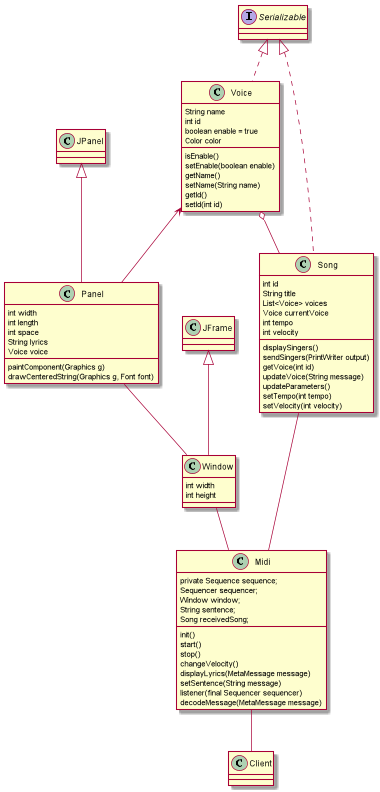 I Serializable
C Voice
String name
int id
boolean enable = true
Color color
isEnable()
setEnable(boolean enable)
getName()
setName(String name)
getId()
setId(int id)
C JPanel
C Song
int id
String title
List<Voice> voices
Voice currentVoice
int tempo
int velocity
displaySingers()
sendSingers(PrintWriter output)
getVoice(int id)
updateVoice(String message)
updateParameters()
setTempo(int tempo)
setVelocity(int velocity)
C Panel
int width
int length
int space
String lyrics
Voice voice
paintComponent(Graphics g)
drawCenteredString(Graphics g, Font font)
C JFrame
C Window
int width
int height
C Midi
private Sequence sequence;
Sequencer sequencer;
Window window;
String sentence;
Song receivedSong;
init()
start()
stop()
changeVelocity()
displayLyrics(MetaMessage message)
setSentence(String message)
listener(final Sequencer sequencer)
decodeMessage(MetaMessage message)
C Client